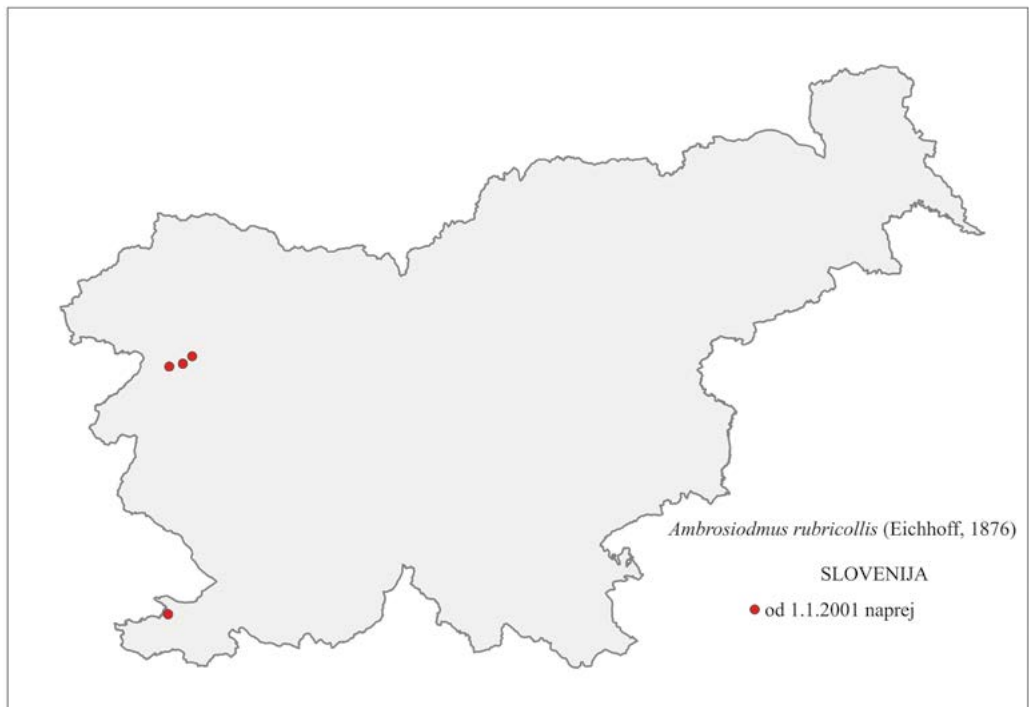 Ambrosiodmus rubricollis (Eichhoff, 1876)
SLOVENIJA
od 1.1.2001 naprej